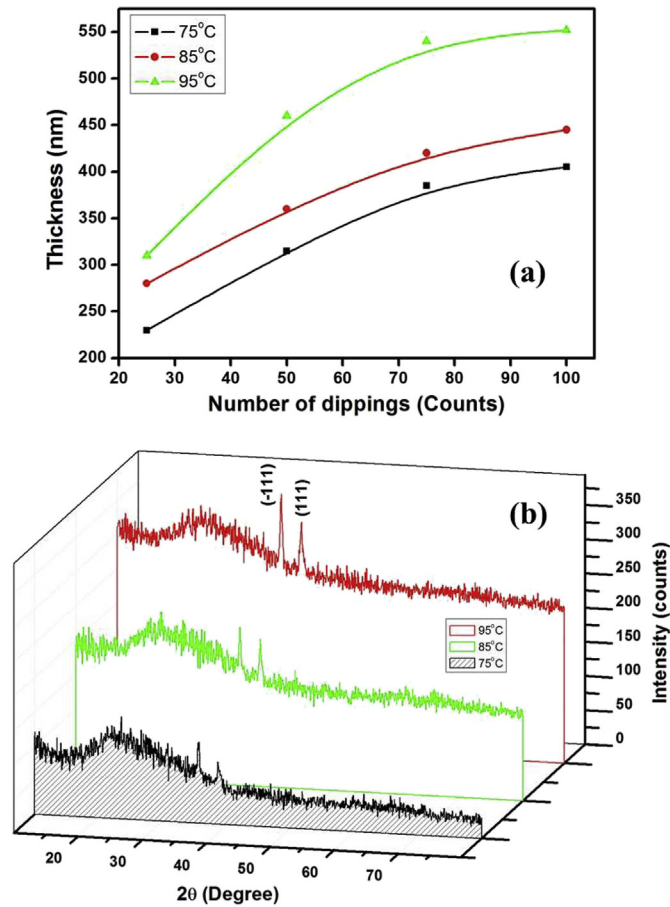 (a)
550
500
450
400
350
300
250
200
Thickness (nm)
75°C
85°C
95°C
20 30 40 50 60 70 80 90 100
Number of dippings (Counts)
(b)
(-111)
(111)
350
300
250
200
150
100
50
0
Intensity (counts)
95°C
85°C
75°C
20 30 40 50 60 70
2θ (Degree)